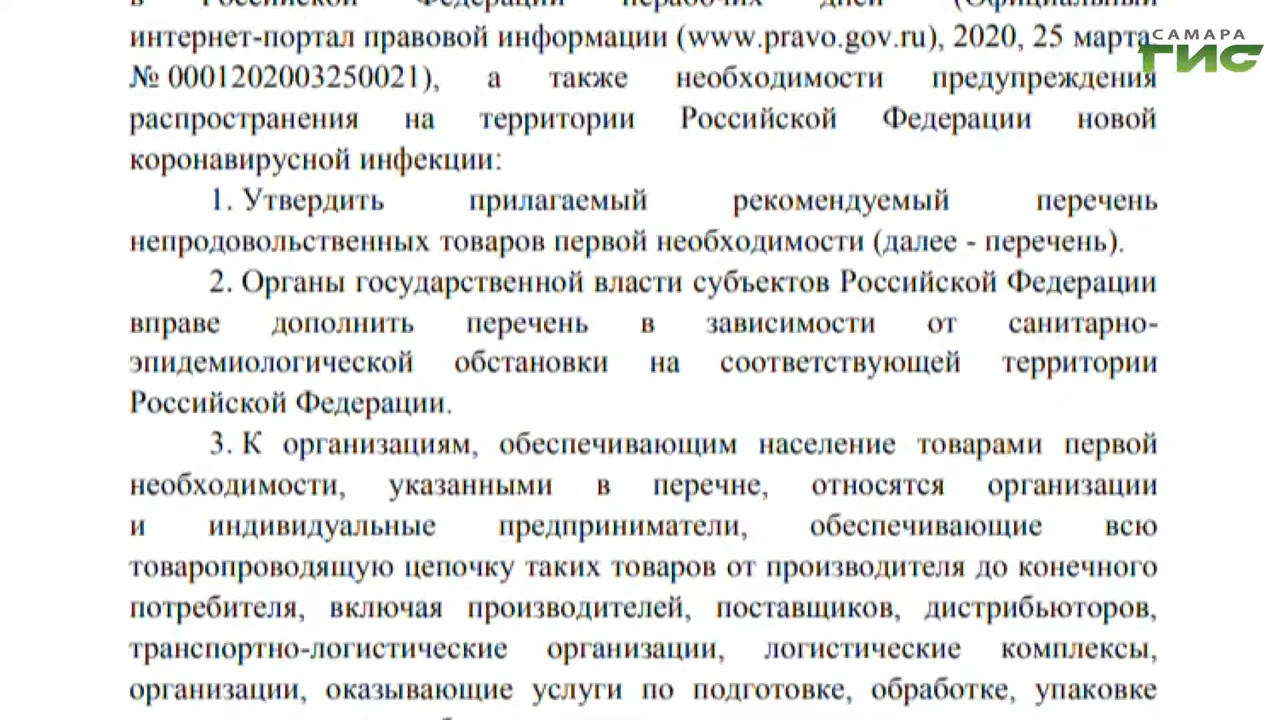 в Российской Федерации нерабочих дней (Официальный
интернет-портал правовой информации (www.pravo.gov.ru), 2020, 25 марта
№ 0001202003250021), а также необходимости предупреждения
распространения на территории Российской Федерации новой
коронавирусной инфекции:
1. Утвердить прилагаемый рекомендуемый перечень
непродовольственных товаров первой необходимости (далее - перечень).
2. Органы государственной власти субъектов Российской Федерации
вправе дополнить перечень в зависимости от санитарно-
эпидемиологической обстановки на соответствующей территории
Российской Федерации.
3. К организациям, обеспечивающим население товарами первой
необходимости, указанными в перечне, относятся организации
и индивидуальные предприниматели, обеспечивающие всю
товаропроводящую цепочку таких товаров от производителя до конечного
потребителя, включая производителей, поставщиков, дистрибьюторов,
транспортно-логистические организации, логистические комплексы,
организации, оказывающие услуги по подготовке, обработке, упаковке
САМАРА
ГИС